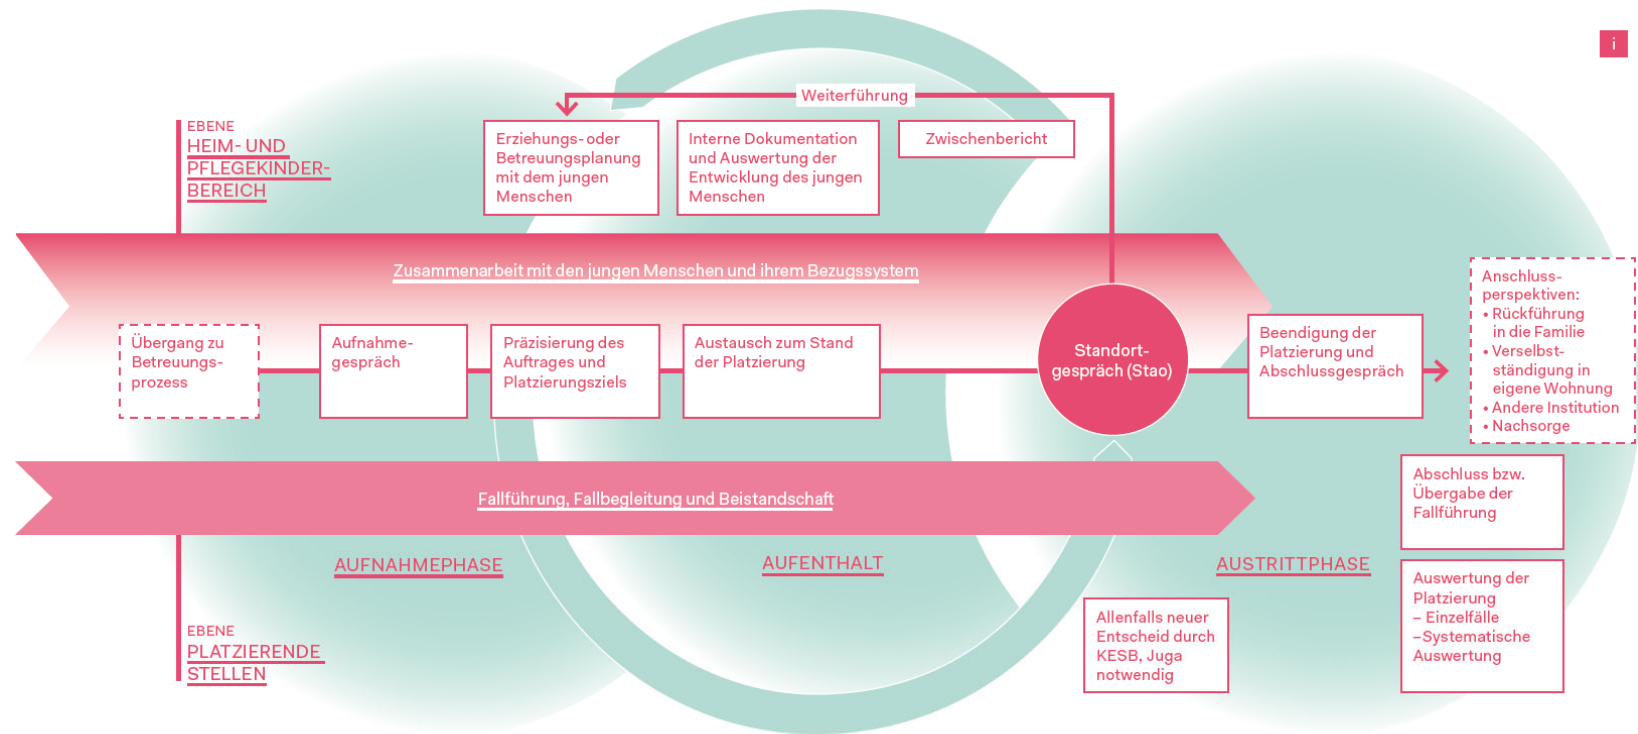 i
Weiterführung
EBENE
HEIM- UND
PFLEGEKINDER-
BEREICH
Erziehungs- oder
Betreuungsplanung
mit dem jungen
Menschen
Interne Dokumentation
und Auswertung der
Entwicklung des jungen
Menschen
Zwischenbericht
Zusammenarbeit mit den jungen Menschen und ihrem Bezugssystem
Übergang zu
Betreuungs-
prozess
Aufnahme-
gespräch
Präzisierung des
Auftrages und
Platzierungsziels
Austausch zum Stand
der Platzierung
Standort-
gespräch (Stao)
Beendigung der
Platzierung und
Abschlussgespräch
Anschluss-
perspektiven:
• Rückführung
in die Familie
• Verselbst-
ständigung in
eigene Wohnung
• Andere Institution
• Nachsorge
Fallführung, Fallbegleitung und Beistandschaft
Abschluss bzw.
Übergabe der
Fallführung
AUFNAHMEPHASE
AUFENTHALT
AUSTRITTPHASE
EBENE
PLATZIERENDE
STELLEN
Allenfalls neuer
Entscheid durch
KESB, Juga
notwendig
Auswertung der
Platzierung
– Einzelfälle
–Systematische
Auswertung